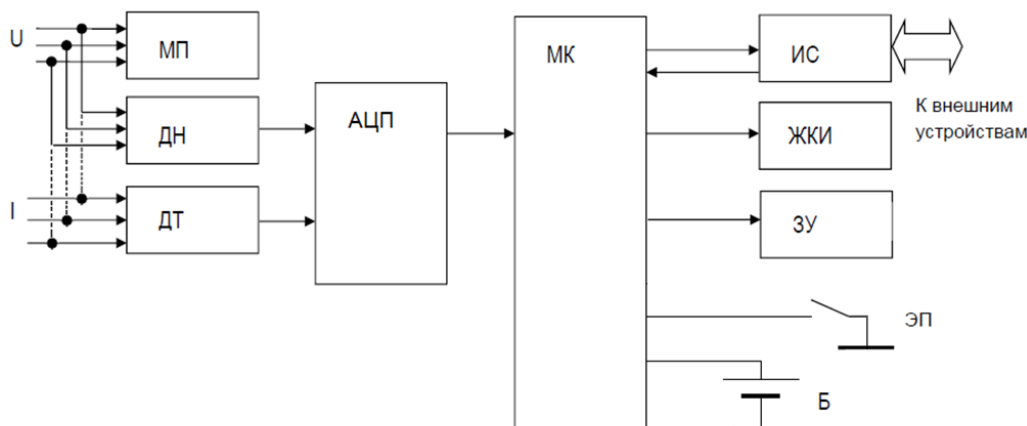 U
МП
ДН
I
ДТ
АЦП
МК
ИС
К внешним
устройствам
ЖКИ
ЗУ
ЭП
Б